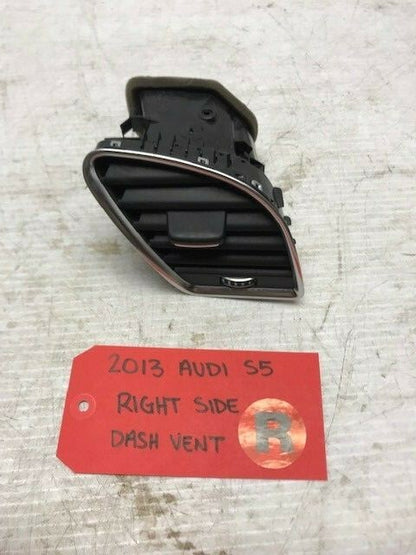 2013 AUDI S5
RIGHT SIDE
DASH VENT
R